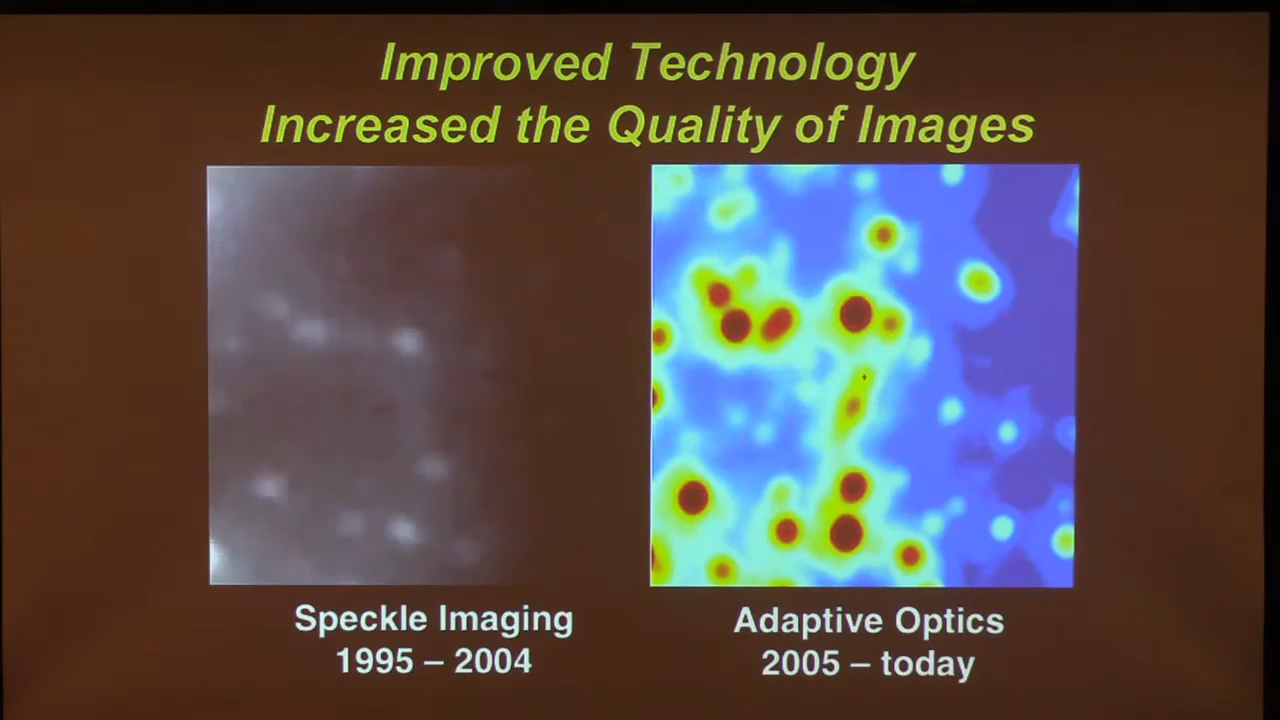 Improved Technology
Increased the Quality of Images
Speckle Imaging
1995 – 2004
Adaptive Optics
2005 – today